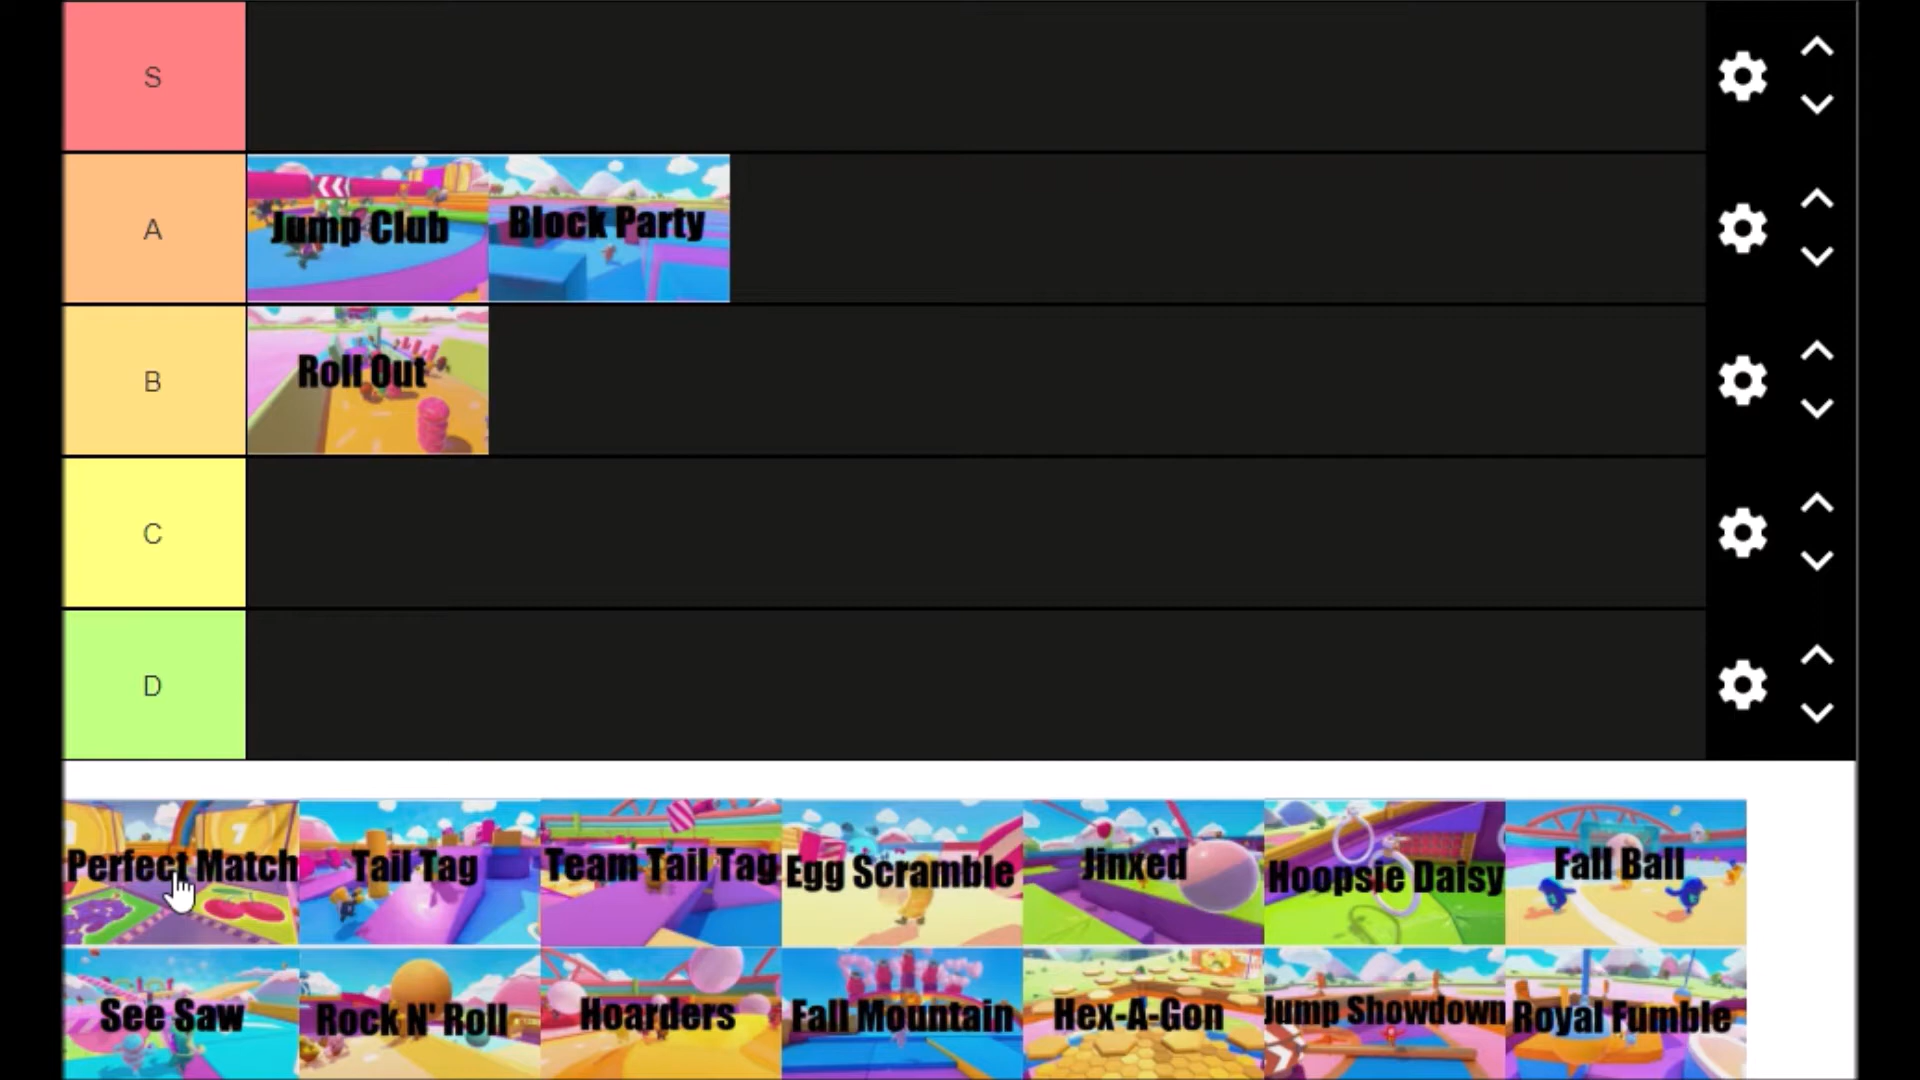 S
A
Jump Club
Block Party
B
Roll Out
C
D
Perfect Match
Tail Tag
Team Tail Tag
Egg Scramble
Jinxed
Hoopsie Daisy
Fall Ball
See Saw
Rock N' Roll
Hoarders
Fall Mountain
Hex-A-Gon
Jump Showdown
Royal Fumble